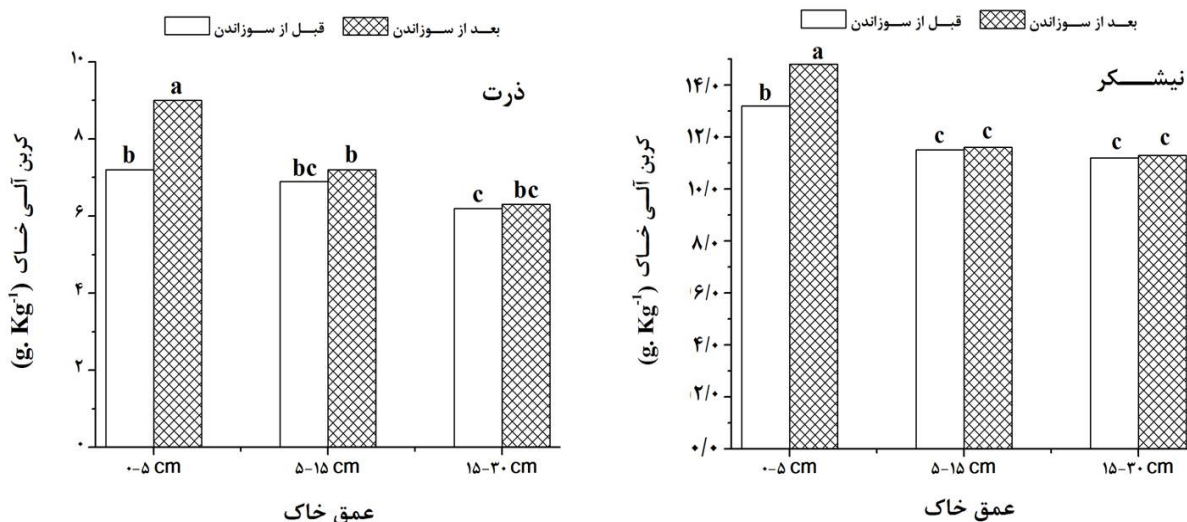 قبل از سوزاندن
بعد از سوزاندن
ذرت
۱۰
۸
۶
۴
۲
۰
کربن آلی خاک (g. Kg-1)
b a
bc b
c bc
۰-۵ cm
۵-۱۵ cm
۱۵-۳۰ cm
عمق خاک
قبل از سوزاندن
بعد از سوزاندن
نیشکر
۱۴/۰
۱۲/۰
۱۰/۰
۸/۰
۶/۰
۴/۰
۲/۰
۰/۰
کربن آلی خاک (g. Kg-1)
b a
c c
c c
۰-۵ cm
۵-۱۵ cm
۱۵-۳۰ cm
عمق خاک